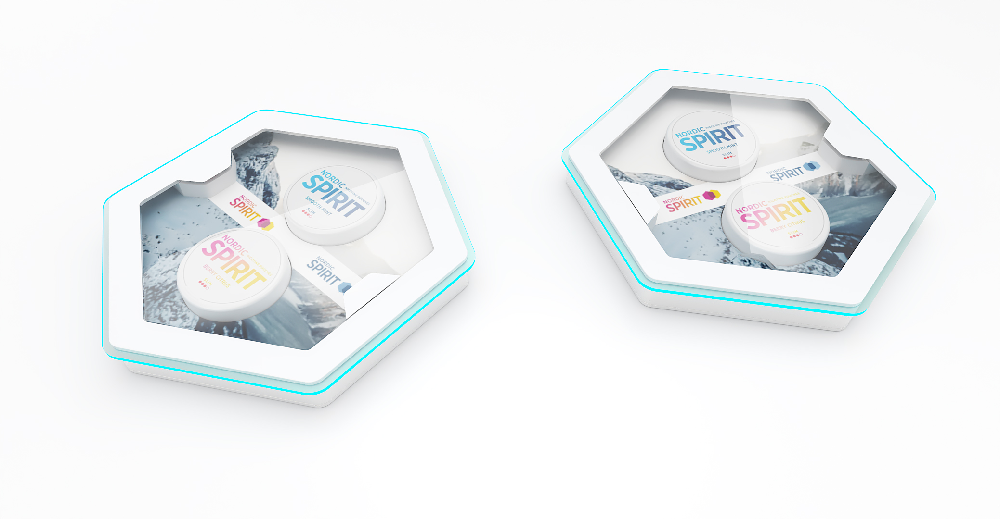 NORDIC
SPIRIT
NORDIC NICOTINE POUCHES
SPIRIT
SMOOTH MINT
SLIM
NORDIC NICOTINE POUCHES
SPIRIT
BERRY CITRUS
SLIM
NORDIC
SPIRIT
NORDIC NICOTINE POUCHES
SPIRIT
SMOOTH MINT
SLIM
NORDIC
SPIRIT
NORDIC
SPIRIT
NORDIC NICOTINE POUCHES
SPIRIT
BERRY CITRUS
SLIM